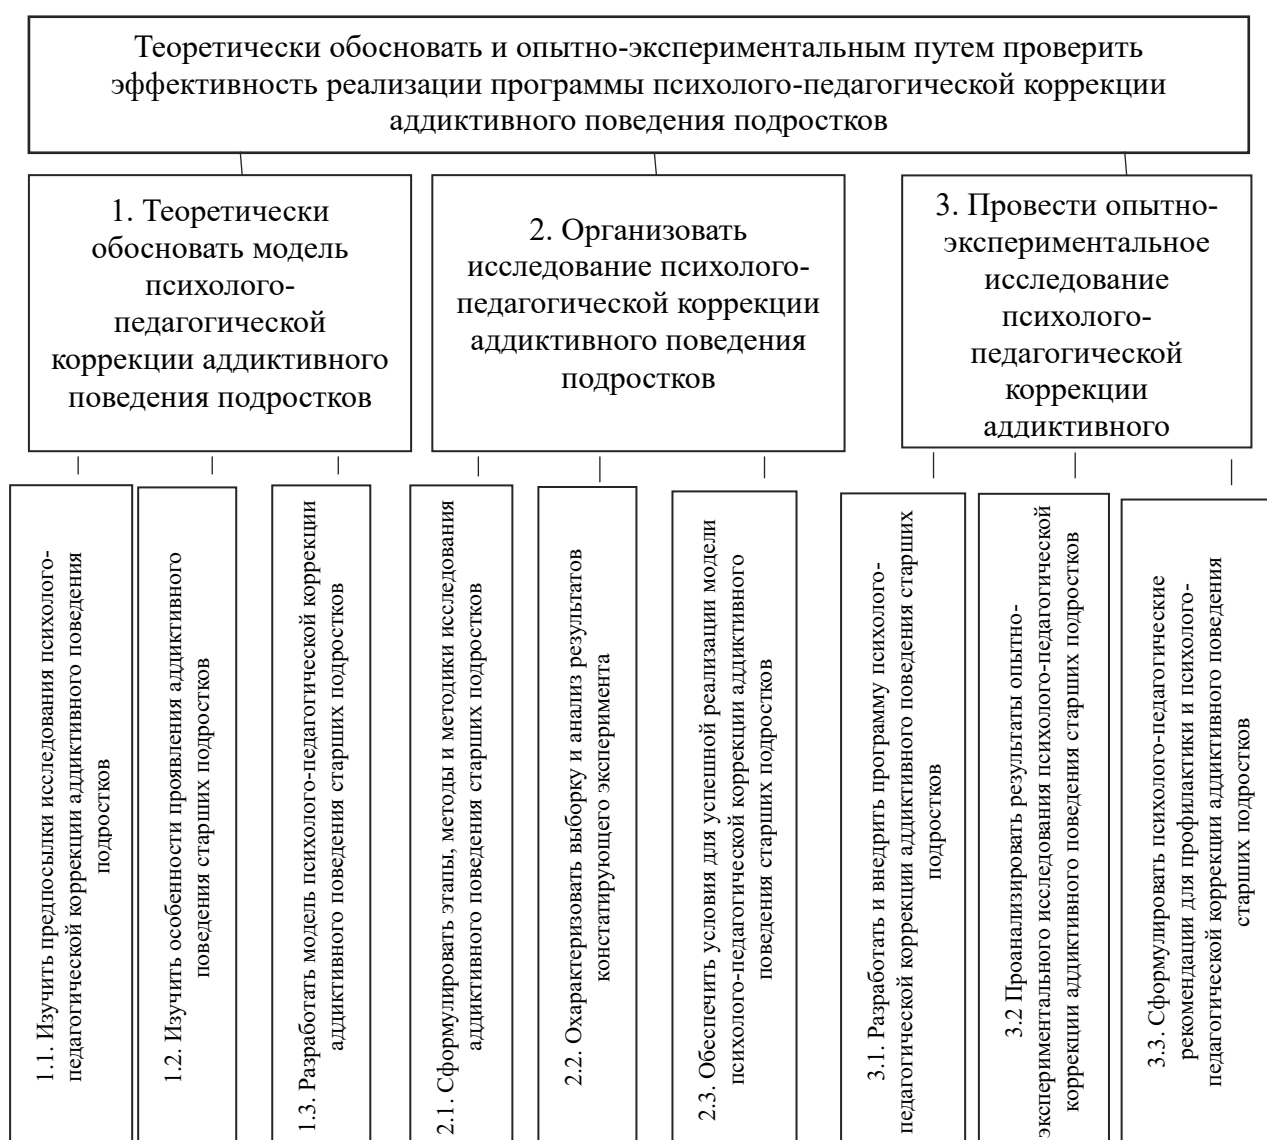 Теоретически обосновать и опытно-экспериментальным путем проверить
эффективность реализации программы психолого-педагогической коррекции
аддиктивного поведения подростков
1. Теоретически
обосновать модель
психолого-
педагогической
коррекции аддиктивного
поведения подростков
2. Организовать
исследование психолого-
педагогической коррекции
аддиктивного поведения
подростков
3. Провести опытно-
экспериментальное
исследование
психолого-
педагогической
коррекции
аддиктивного
1.1. Изучить предпосылки исследования психолого-
педагогической коррекции аддиктивного поведения
подростков
1.2. Изучить особенности проявления аддиктивного
поведения старших подростков
1.3. Разработать модель психолого-педагогической коррекции
аддиктивного поведения старших подростков
2.1. Сформулировать этапы, методы и методики исследования
аддиктивного поведения старших подростков
2.2. Охарактеризовать выборку и анализ результатов
констатирующего эксперимента
2.3. Обеспечить условия для успешной реализации модели
психолого-педагогической коррекции аддиктивного
поведения старших подростков
3.1. Разработать и внедрить программу психолого-
педагогической коррекции аддиктивного поведения старших
подростков
3.2 Проанализировать результаты опытно-
экспериментального исследования психолого-педагогической
коррекции аддиктивного поведения старших подростков
3.3. Сформулировать психолого-педагогические
рекомендации для профилактики и психолого-
педагогической коррекции аддиктивного поведения
старших подростков